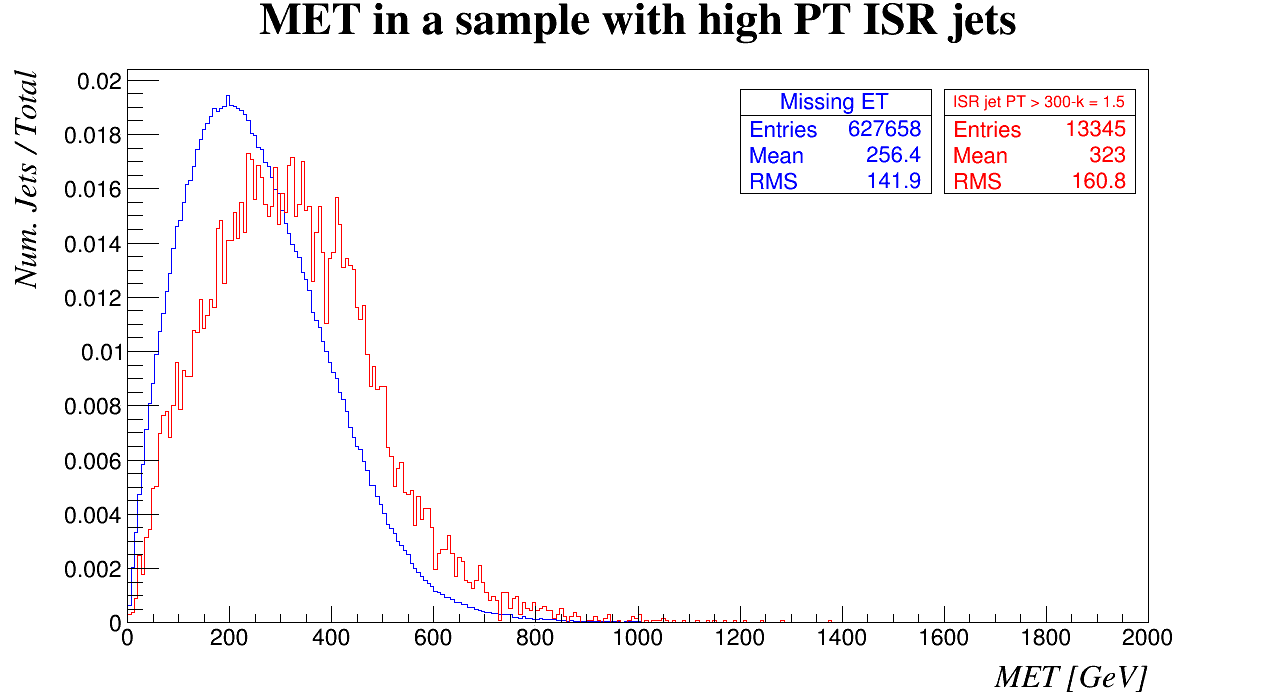 MET in a sample with high PT ISR jets
Num. Jets / Total
0.02
0.018
0.016
0.014
0.012
0.01
0.008
0.006
0.004
0.002
0
Missing ET
Entries 627658
Mean 256.4
RMS 141.9
ISR jet PT > 300-k = 1.5
Entries 13345
Mean 323
RMS 160.8
0 200 400 600 800 1000 1200 1400 1600 1800 2000
MET [GeV]